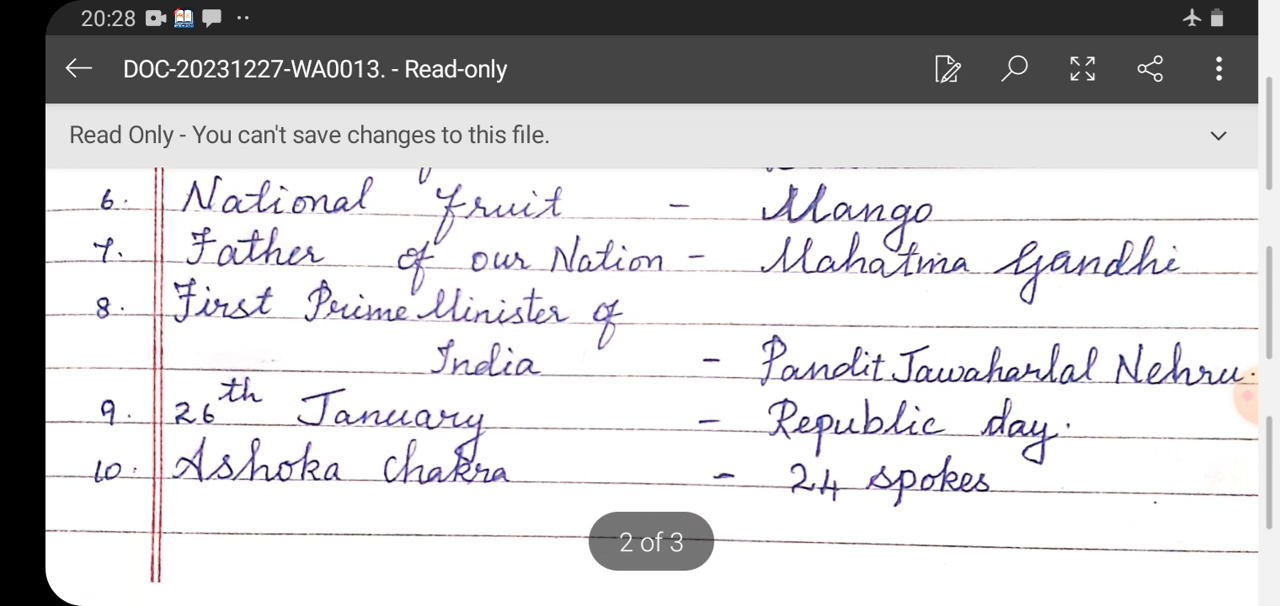 20:28
DOC-20231227-WA0013. - Read-only
Read Only - You can't save changes to this file.
6. National fruit - Mango
7. Father of our Nation - Mahatma Gandhi
8. First Prime Minister of
India - Pandit Jawaharlal Nehru.
9. 26th January - Republic day.
10. Ashoka Chakra - 24 spokes
2 of 3